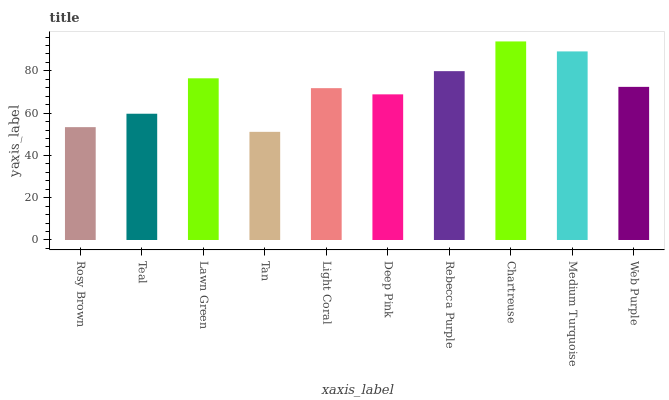 title
yaxis_label
80
60
40
20
0
Rosy Brown
Teal
Lawn Green
Tan
Light Coral
Deep Pink
Rebecca Purple
Chartreuse
Medium Turquoise
Web Purple
xaxis_label